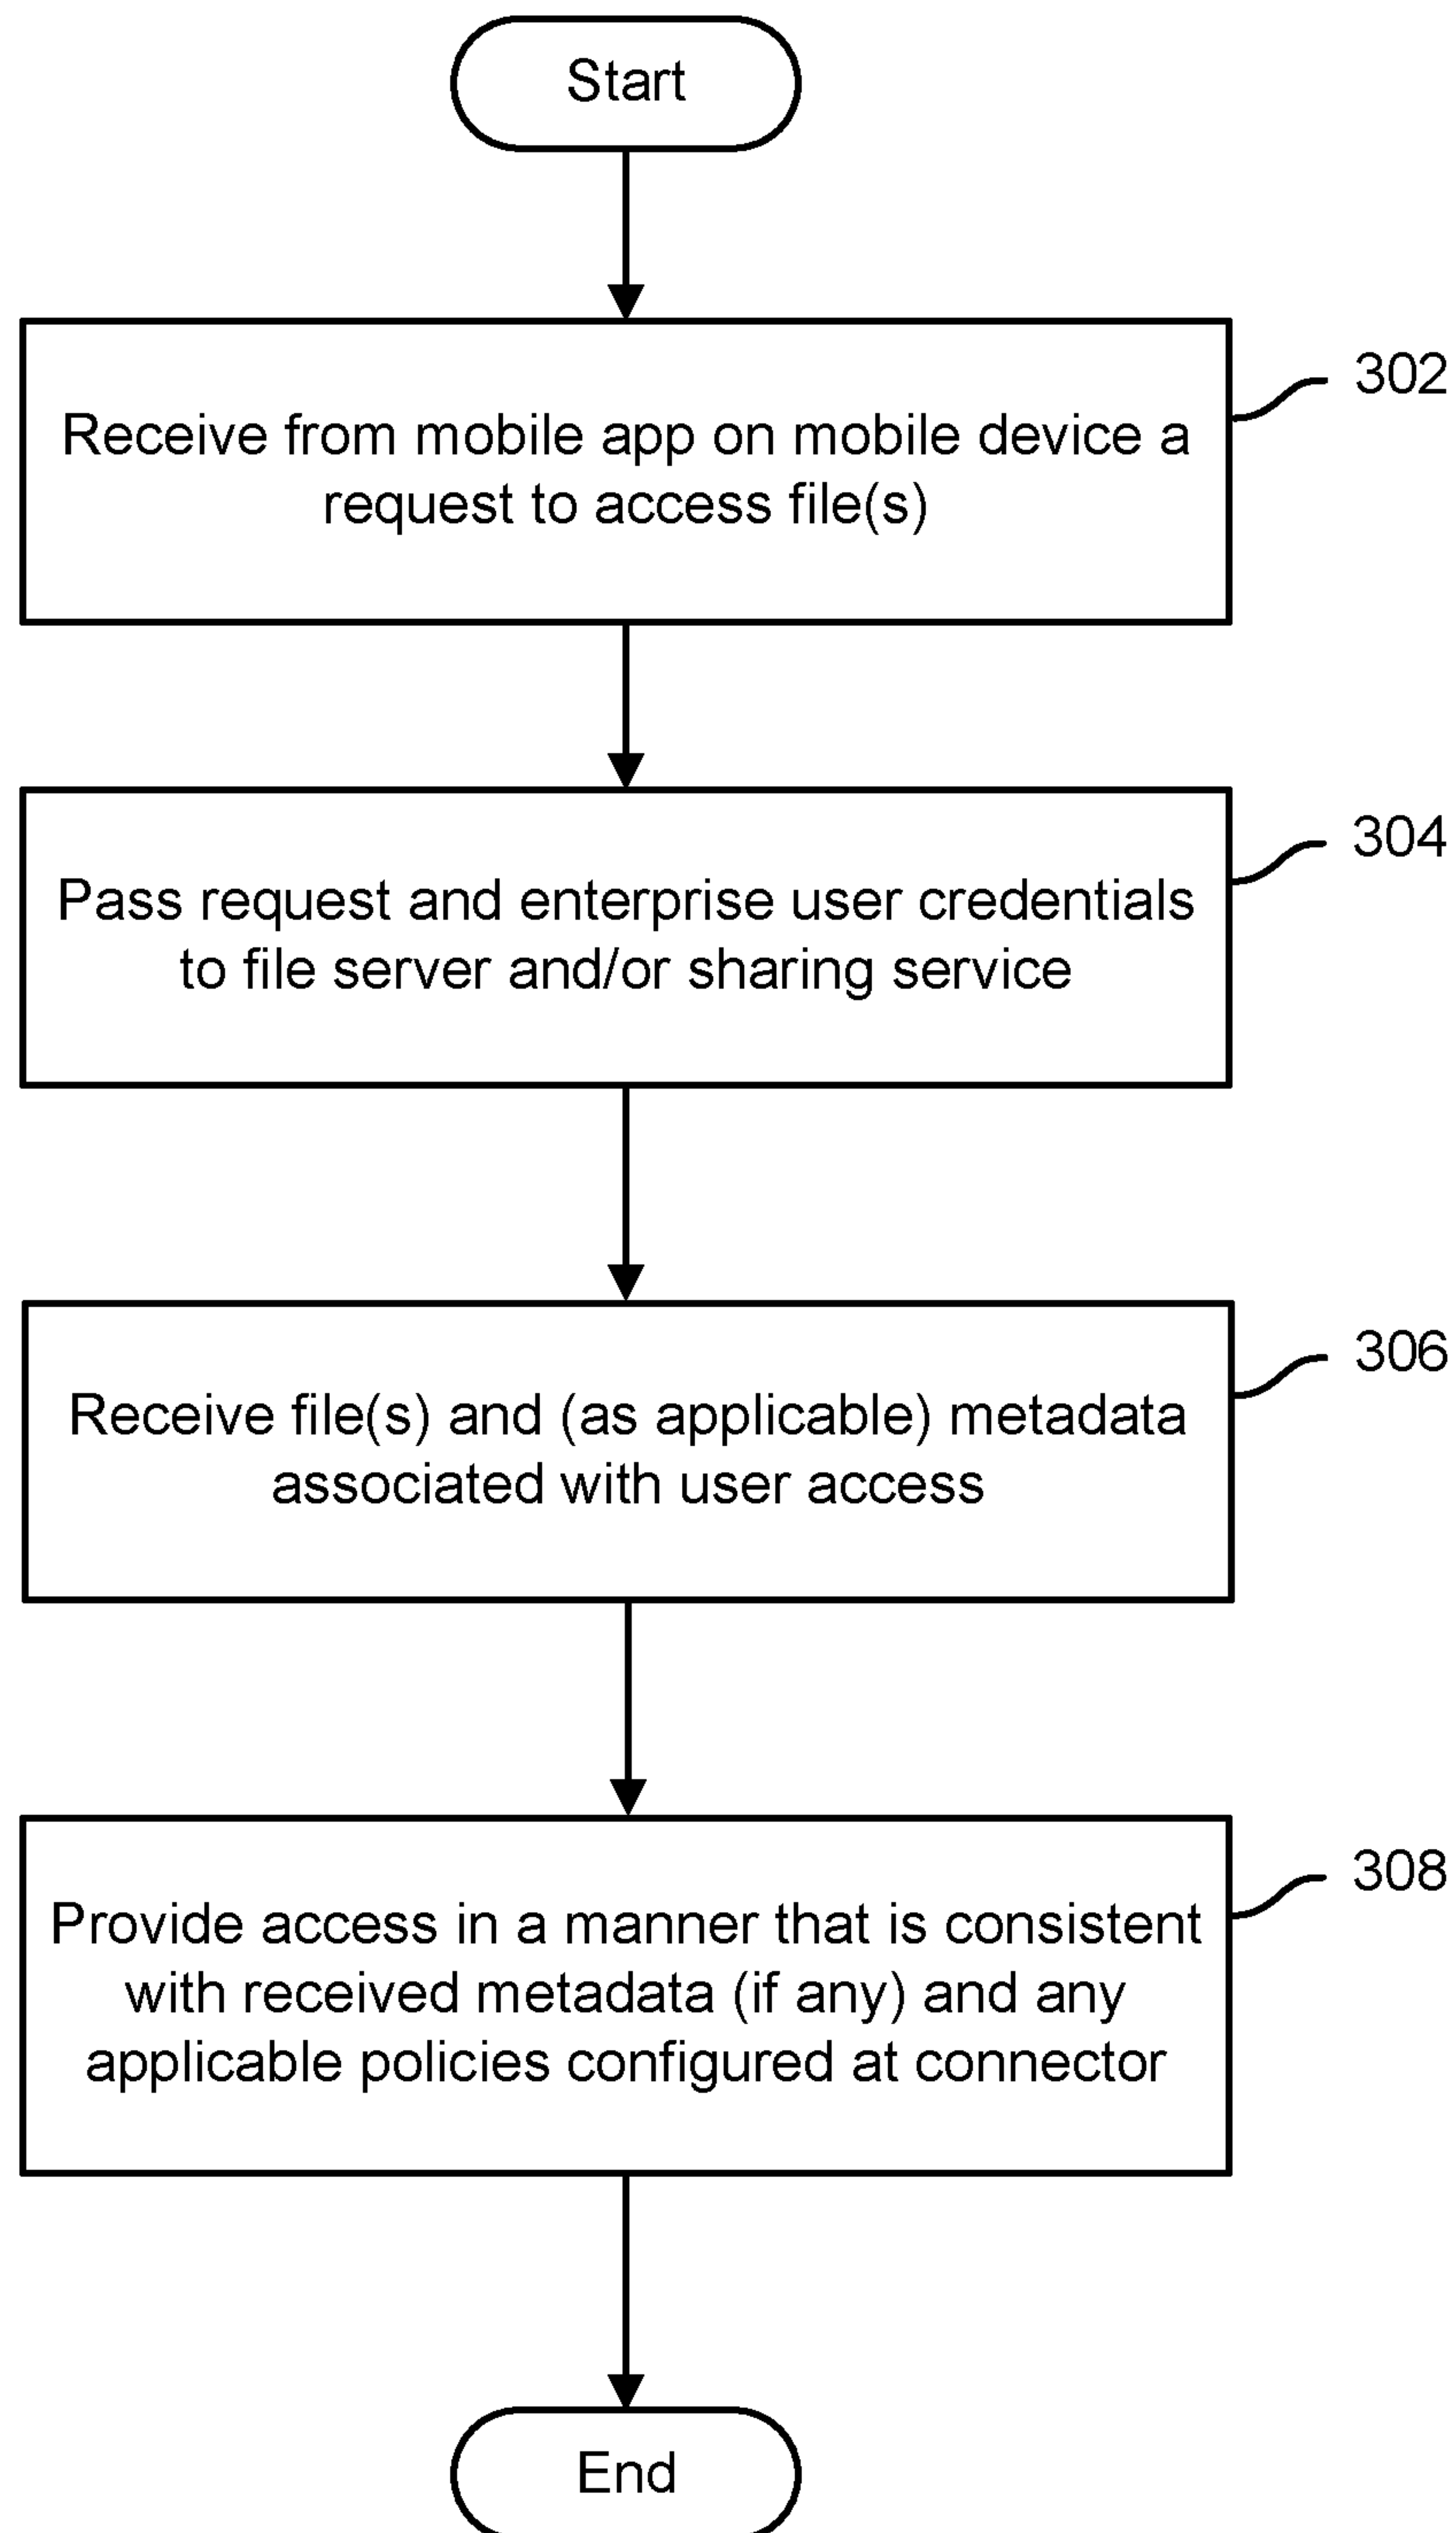 Start
Receive from mobile app on mobile device a
request to access file(s)
302
Pass request and enterprise user credentials
to file server and/or sharing service
304
Receive file(s) and (as applicable) metadata
associated with user access
306
Provide access in a manner that is consistent
with received metadata (if any) and any
applicable policies configured at connector
308
End